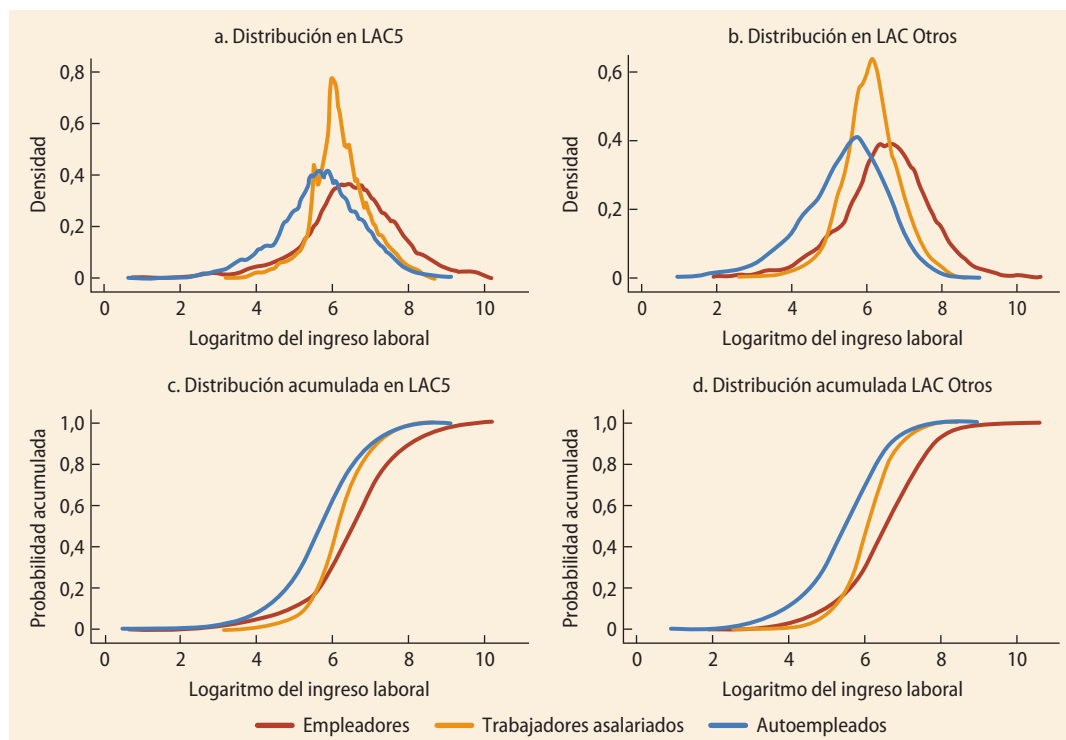 a. Distribución en LAC5
0,8
0,6
0,4
0,2
0
Densidad
0 2 4 6 8 10
Logaritmo del ingreso laboral
b. Distribución en LAC Otros
0,6
0,4
0,2
0
Densidad
0 2 4 6 8 10
Logaritmo del ingreso laboral
c. Distribución acumulada en LAC5
1,0
0,8
0,6
0,4
0,2
0
Probabilidad acumulada
0 2 4 6 8 10
Logaritmo del ingreso laboral
d. Distribución acumulada LAC Otros
1,0
0,8
0,6
0,4
0,2
0
Probabilidad acumulada
0 2 4 6 8 10
Logaritmo del ingreso laboral
Empleadores Trabajadores asalariados Autoempleados